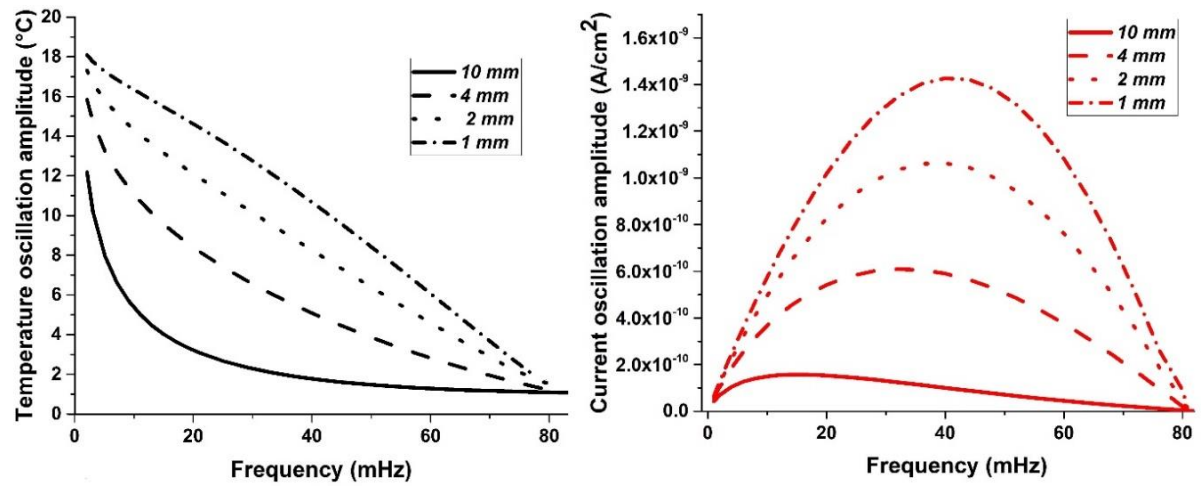 Temperature oscillation amplitude (°C)
20
18
16
14
12
10
8
6
4
2
0
10 mm
4 mm
2 mm
1 mm
0
20
40
60
80
Frequency (mHz)
Current oscillation amplitude (A/cm²)
1.6x10⁻⁹
1.4x10⁻⁹
1.2x10⁻⁹
1.0x10⁻⁹
8.0x10⁻¹⁰
6.0x10⁻¹⁰
4.0x10⁻¹⁰
2.0x10⁻¹⁰
0.0
10 mm
4 mm
2 mm
1 mm
0
20
40
60
80
Frequency (mHz)